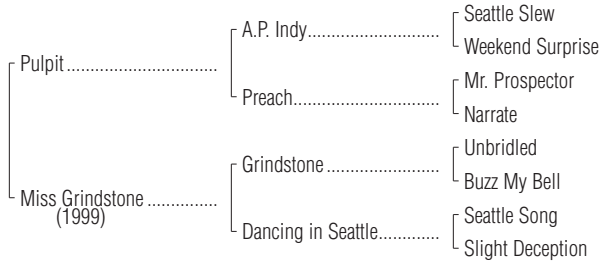 Seattle Slew
A.P. Indy
Weekend Surprise
Pulpit
Mr. Prospector
Preach
Narrate
Unbridled
Grindstone
Buzz My Bell
Miss Grindstone
(1999)
Seattle Song
Dancing in Seattle
Slight Deception